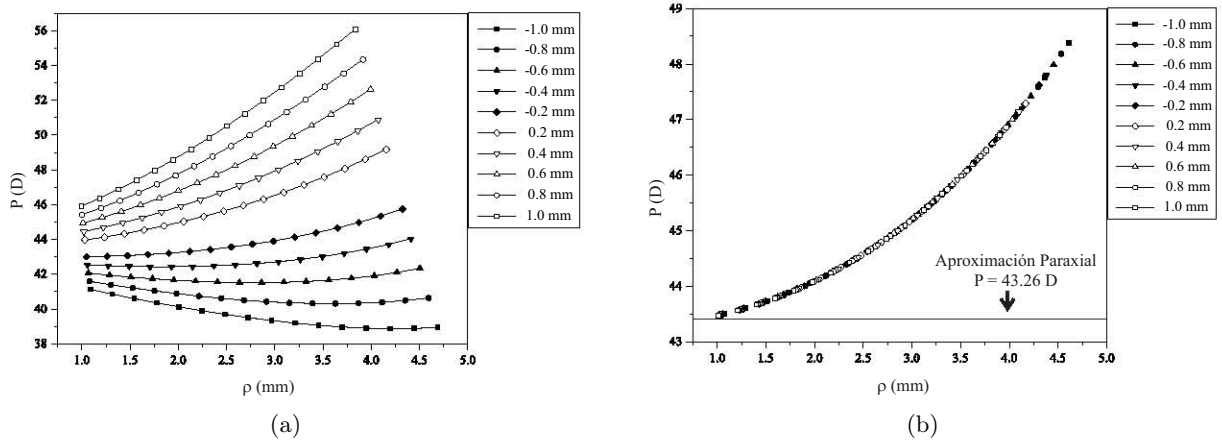 56
54
52
50
48
46
44
42
40
38
P (D)
1.0 1.5 2.0 2.5 3.0 3.5 4.0 4.5 5.0
ρ (mm)
-1.0 mm
-0.8 mm
-0.6 mm
-0.4 mm
-0.2 mm
0.2 mm
0.4 mm
0.6 mm
0.8 mm
1.0 mm
(a)
49
48
47
46
45
44
43
P (D)
Aproximación Paraxial
P = 43.26 D
1.0 1.5 2.0 2.5 3.0 3.5 4.0 4.5 5.0
ρ (mm)
-1.0 mm
-0.8 mm
-0.6 mm
-0.4 mm
-0.2 mm
0.2 mm
0.4 mm
0.6 mm
0.8 mm
1.0 mm
(b)